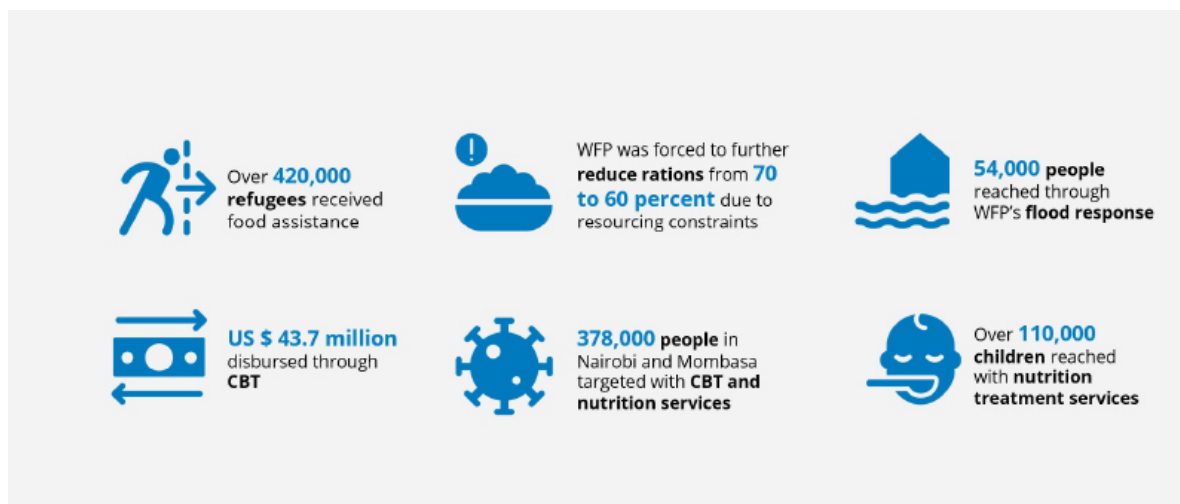 Over 420,000
refugees received
food assistance
WFP was forced to further
reduce rations from 70
to 60 percent due to
resourcing constraints
54,000 people
reached through
WFP's flood response
US $ 43.7 million
disbursed through
CBT
378,000 people in
Nairobi and Mombasa
targeted with CBT and
nutrition services
Over 110,000
children reached
with nutrition
treatment services